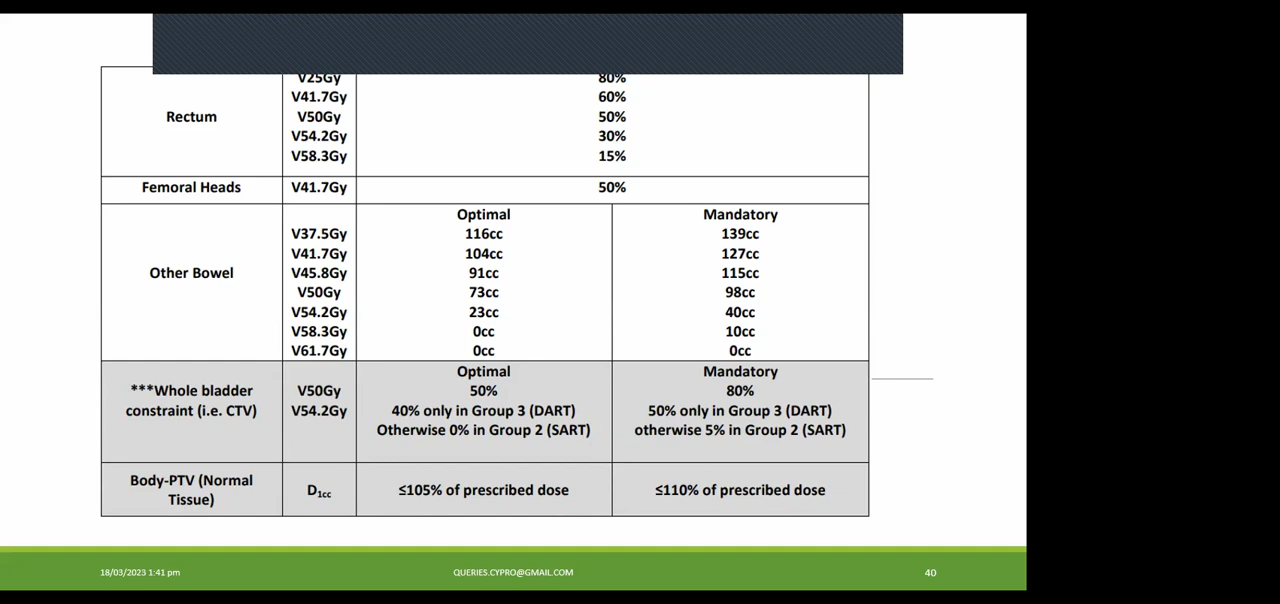 V25Gy 80%
V41.7Gy 60%
Rectum V50Gy 50%
V54.2Gy 30%
V58.3Gy 15%
Femoral Heads V41.7Gy 50%
Optimal Mandatory
V37.5Gy 116cc 139cc
V41.7Gy 104cc 127cc
Other Bowel V45.8Gy 91cc 115cc
V50Gy 73cc 98cc
V54.2Gy 23cc 40cc
V58.3Gy 0cc 10cc
V61.7Gy 0cc 0cc
Optimal Mandatory
***Whole bladder V50Gy 50% 80%
constraint (i.e. CTV) V54.2Gy 40% only in Group 3 (DART) 50% only in Group 3 (DART)
Otherwise 0% in Group 2 (SART) otherwise 5% in Group 2 (SART)
Body-PTV (Normal
Tissue) D1cc ≤105% of prescribed dose ≤110% of prescribed dose
18/03/2023 1:41 pm QUERIES.CYPRO@GMAIL.COM 40